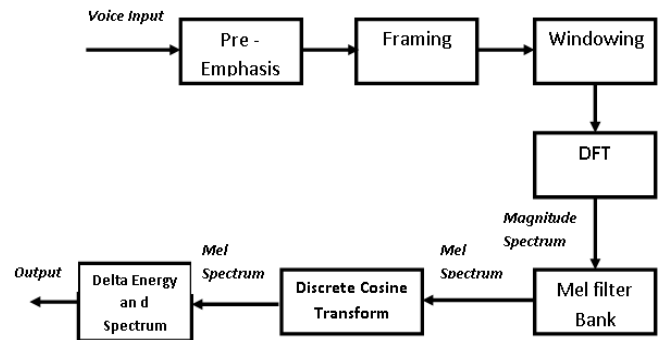 Voice Input
Pre -
Emphasis
Framing
Windowing
DFT
Magnitude
Spectrum
Mel filter
Bank
Mel
Spectrum
Discrete Cosine
Transform
Mel
Spectrum
Delta Energy
an d
Spectrum
Output